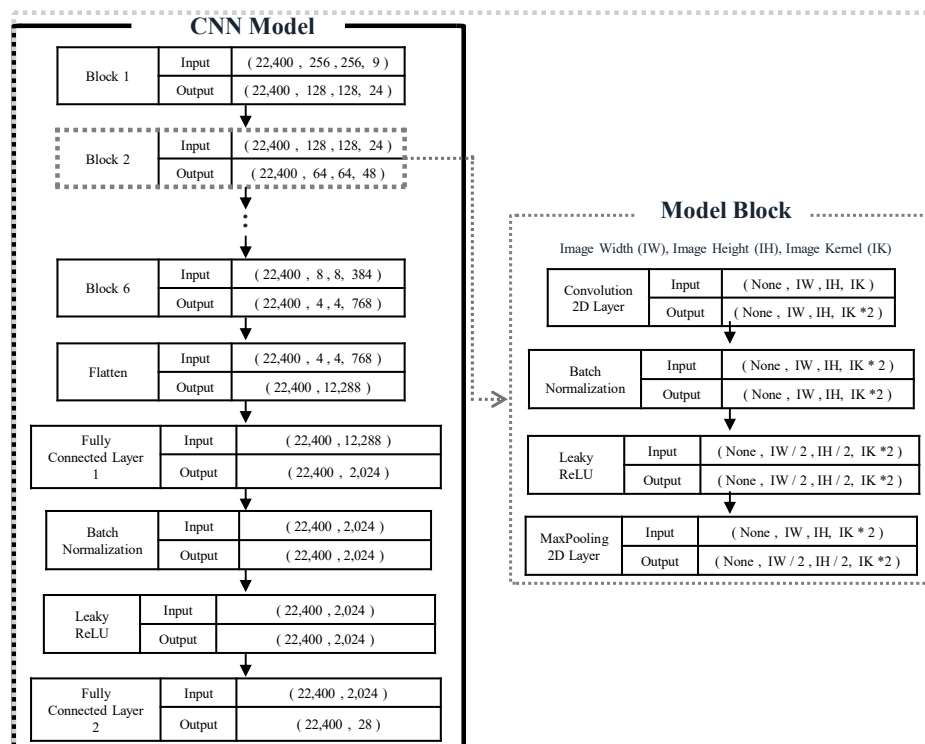 CNN Model
Block 1
Input
( 22,400 , 256 ,256, 9 )
Output
( 22,400 , 128 ,128, 24 )
Block 2
Input
( 22,400 , 128 ,128, 24 )
Output
( 22,400 , 64 ,64, 48 )
Block 6
Input
( 22,400 , 8 , 8, 384 )
Output
( 22,400 , 4 , 4, 768 )
Flatten
Input
( 22,400 , 4 , 4, 768 )
Output
( 22,400 , 12,288 )
Fully
Connected Layer
1
Input
( 22,400 , 12,288 )
Output
( 22,400 , 2,024 )
Batch
Normalization
Input
( 22,400 , 2,024 )
Output
( 22,400 , 2,024 )
Leaky
ReLU
Input
( 22,400 , 2,024 )
Output
( 22,400 , 2,024 )
Fully
Connected Layer
2
Input
( 22,400 , 2,024 )
Output
( 22,400 , 28 )
Model Block
Image Width (IW), Image Height (IH), Image Kernel (IK)
Convolution
2D Layer
Input
( None , IW , IH, IK )
Output
( None , IW , IH, IK *2 )
Batch
Normalization
Input
( None , IW , IH, IK * 2 )
Output
( None , IW , IH, IK *2 )
Leaky
ReLU
Input
( None , IW / 2 , IH / 2, IK *2 )
Output
( None , IW / 2 , IH / 2, IK *2 )
MaxPooling
2D Layer
Input
( None , IW , IH, IK * 2 )
Output
( None , IW / 2 , IH / 2, IK *2 )